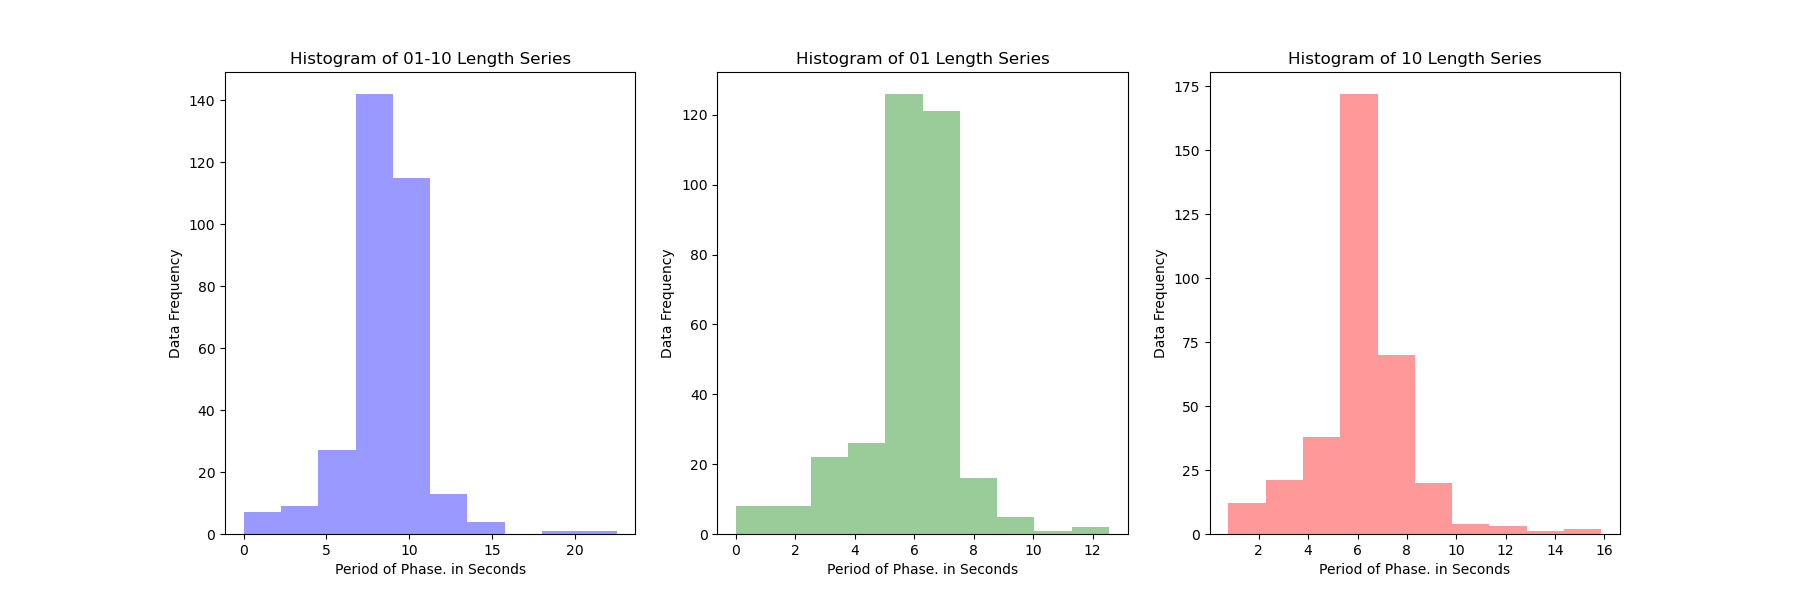 Histogram of 01-10 Length Series
140
120
100
80
60
40
20
0
Data Frequency
0 5 10 15 20
Period of Phase. in Seconds
Histogram of 01 Length Series
120
100
80
60
40
20
0
Data Frequency
0 2 4 6 8 10 12
Period of Phase. in Seconds
Histogram of 10 Length Series
175
150
125
100
75
50
25
0
Data Frequency
2 4 6 8 10 12 14 16
Period of Phase. in Seconds